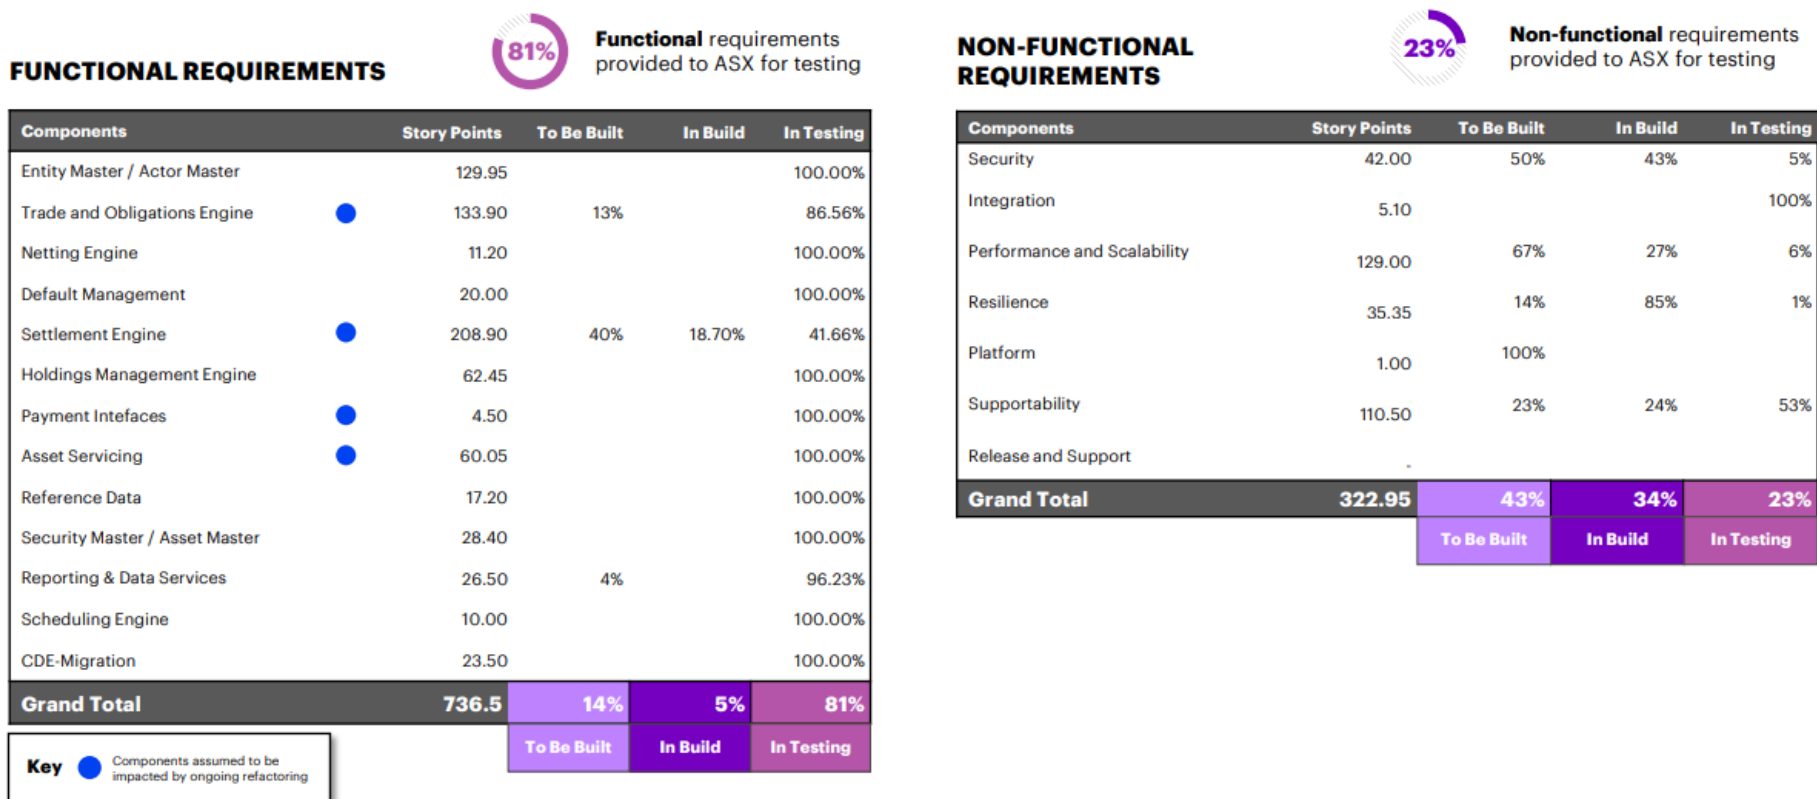 FUNCTIONAL REQUIREMENTS
81%
Functional requirements
provided to ASX for testing
Components Story Points To Be Built In Build In Testing
Entity Master / Actor Master 129.95 100.00%
Trade and Obligations Engine 133.90 13% 86.56%
Netting Engine 11.20 100.00%
Default Management 20.00 100.00%
Settlement Engine 208.90 40% 18.70% 41.66%
Holdings Management Engine 62.45 100.00%
Payment Intefaces 4.50 100.00%
Asset Servicing 60.05 100.00%
Reference Data 17.20 100.00%
Security Master / Asset Master 28.40 100.00%
Reporting & Data Services 26.50 4% 96.23%
Scheduling Engine 10.00 100.00%
CDE-Migration 23.50 100.00%
Grand Total 736.5 14% 5% 81%
To Be Built In Build In Testing
Key Components assumed to be
impacted by ongoing refactoring
NON-FUNCTIONAL
REQUIREMENTS
23%
Non-functional requirements
provided to ASX for testing
Components Story Points To Be Built In Build In Testing
Security 42.00 50% 43% 5%
Integration 5.10 100%
Performance and Scalability 129.00 67% 27% 6%
Resilience 35.35 14% 85% 1%
Platform 1.00 100%
Supportability 110.50 23% 24% 53%
Release and Support -
Grand Total 322.95 43% 34% 23%
To Be Built In Build In Testing